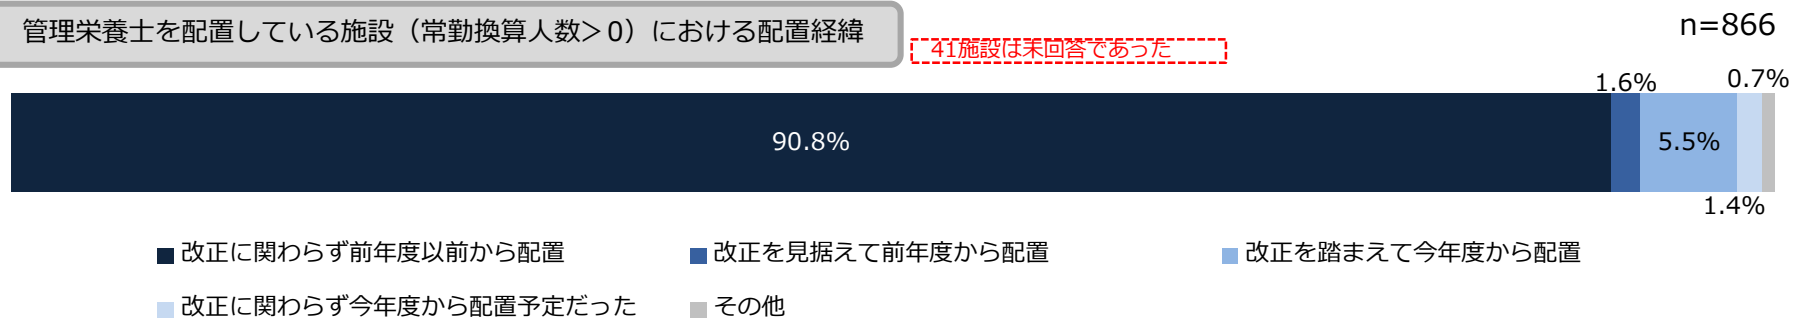 管理栄養士を配置している施設（常勤換算人数＞0）における配置経緯
41施設は未回答であった
n=866
1.6%
0.7%
90.8%
5.5%
1.4%
改正に関わらず前年度以前から配置
改正を見据えて前年度から配置
改正を踏まえて今年度から配置
改正に関わらず今年度から配置予定だった
その他